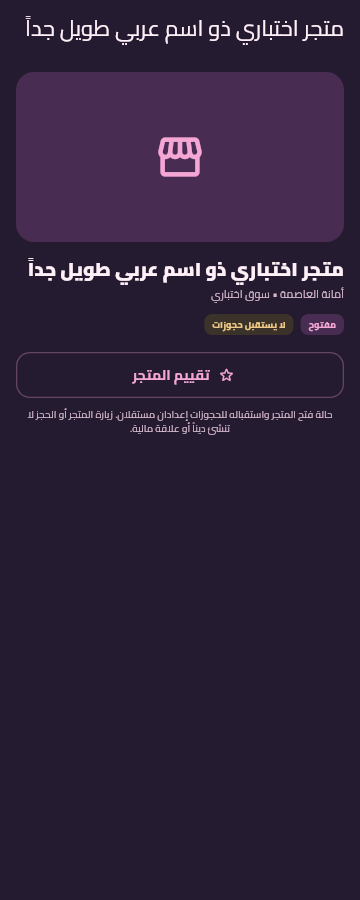 متجر اختباري ذو اسم عربي طويل جداً
متجر اختباري ذو اسم عربي طويل جداً
أمانة العاصمة • سوق اختباري
مفتوح
لا يستقبل حجوزات
تقييم المتجر
حالة فتح المتجر واستقباله للحجوزات إعدادان مستقلان. زيارة المتجر أو الحجز لا
تنشئ ديناً أو علاقة مالية.